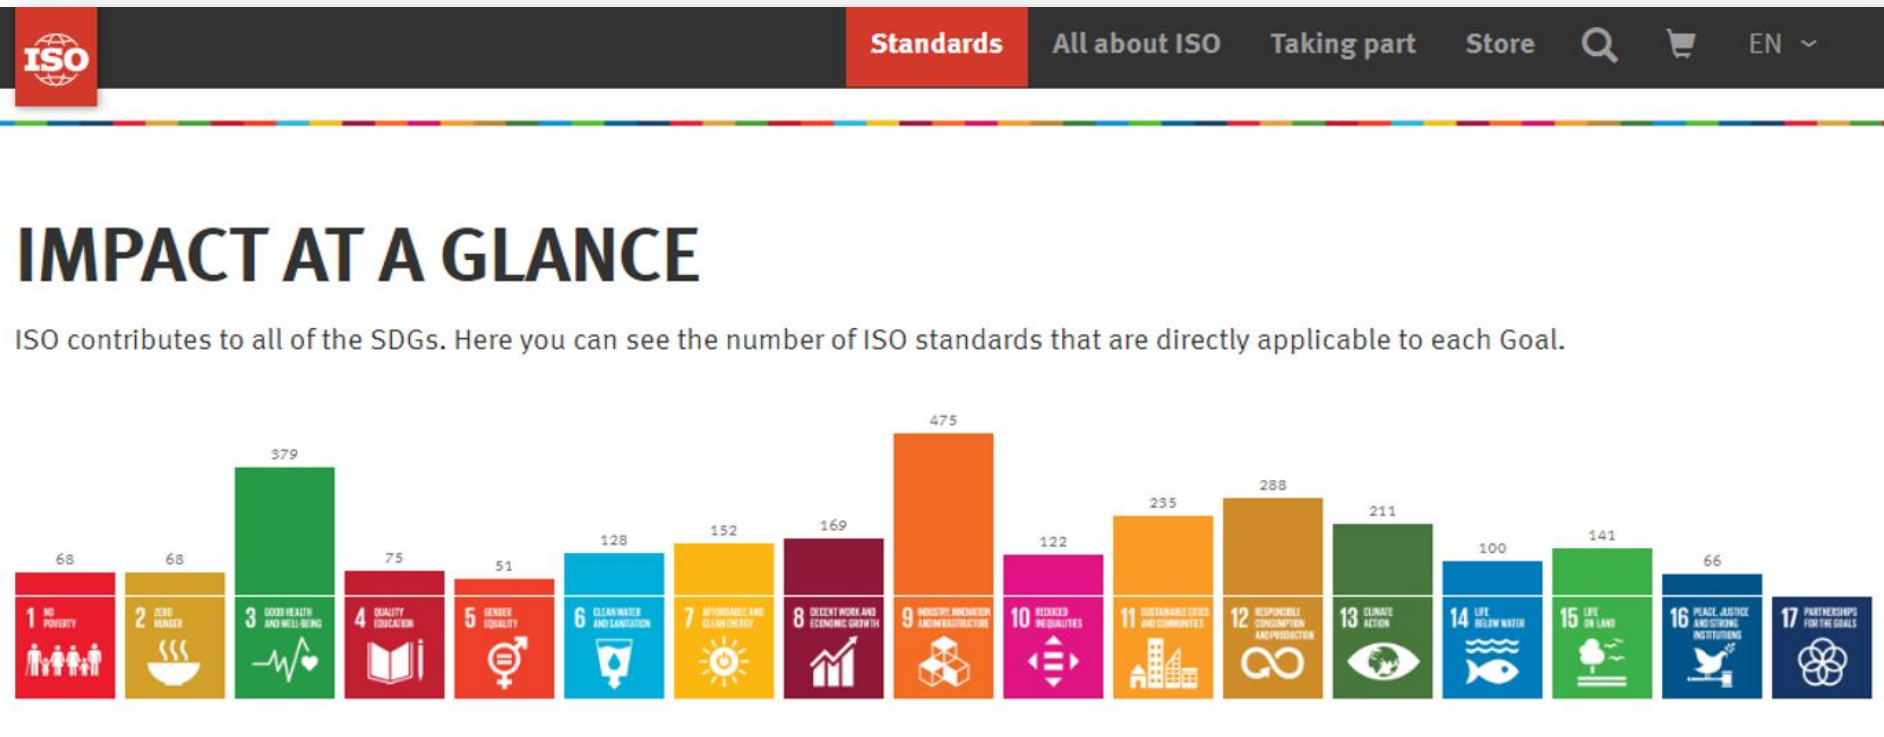 ISO
Standards
All about ISO
Taking part
Store
EN
IMPACT AT A GLANCE
ISO contributes to all of the SDGs. Here you can see the number of ISO standards that are directly applicable to each Goal.
68
68
379
75
51
128
152
169
475
122
235
288
211
100
141
66
1 NO
POVERTY
2 ZERO
HUNGER
3 GOOD HEALTH
AND WELL-BEING
4 QUALITY
EDUCATION
5 GENDER
EQUALITY
6 CLEAN WATER
AND SANITATION
7 AFFORDABLE AND
CLEAN ENERGY
8 DECENT WORK AND
ECONOMIC GROWTH
9 INDUSTRY, INNOVATION
AND INFRASTRUCTURE
10 REDUCED
INEQUALITIES
11 SUSTAINABLE CITIES
AND COMMUNITIES
12 RESPONSIBLE
CONSUMPTION
AND PRODUCTION
13 CLIMATE
ACTION
14 LIFE
BELOW WATER
15 LIFE
ON LAND
16 PEACE, JUSTICE
AND STRONG
INSTITUTIONS
17 PARTNERSHIPS
FOR THE GOALS